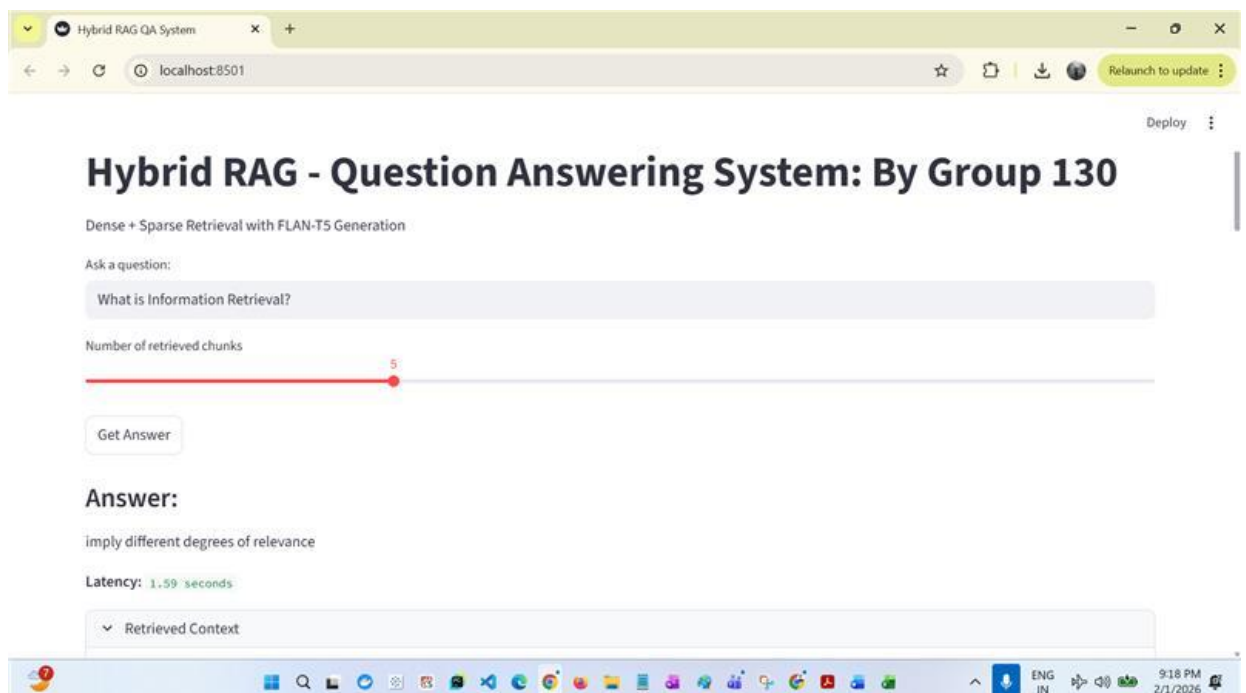 Hybrid RAG QA System
localhost:8501
Relaunch to update
Deploy
Hybrid RAG - Question Answering System: By Group 130
Dense + Sparse Retrieval with FLAN-T5 Generation
Ask a question:
What is Information Retrieval?
Number of retrieved chunks
5
Get Answer
Answer:
imply different degrees of relevance
Latency: 1.59 seconds
Retrieved Context
7
ENG
IN
9:18 PM
2/1/2026